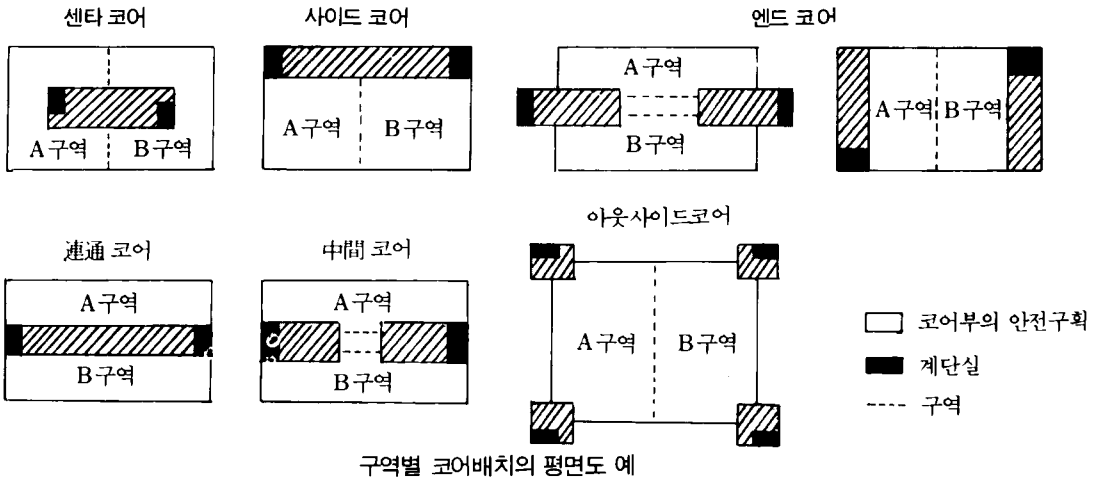 센타 코어
사이드 코어
엔드 코어
A구역
B구역
A구역
B구역
A구역
B구역
A구역
B구역
連通 코어
中間 코어
아웃사이드코어
A구역
B구역
A구역
B구역
A구역
B구역
코어부의 안전구획
계단실
구역
구역별 코어배치의 평면도 예